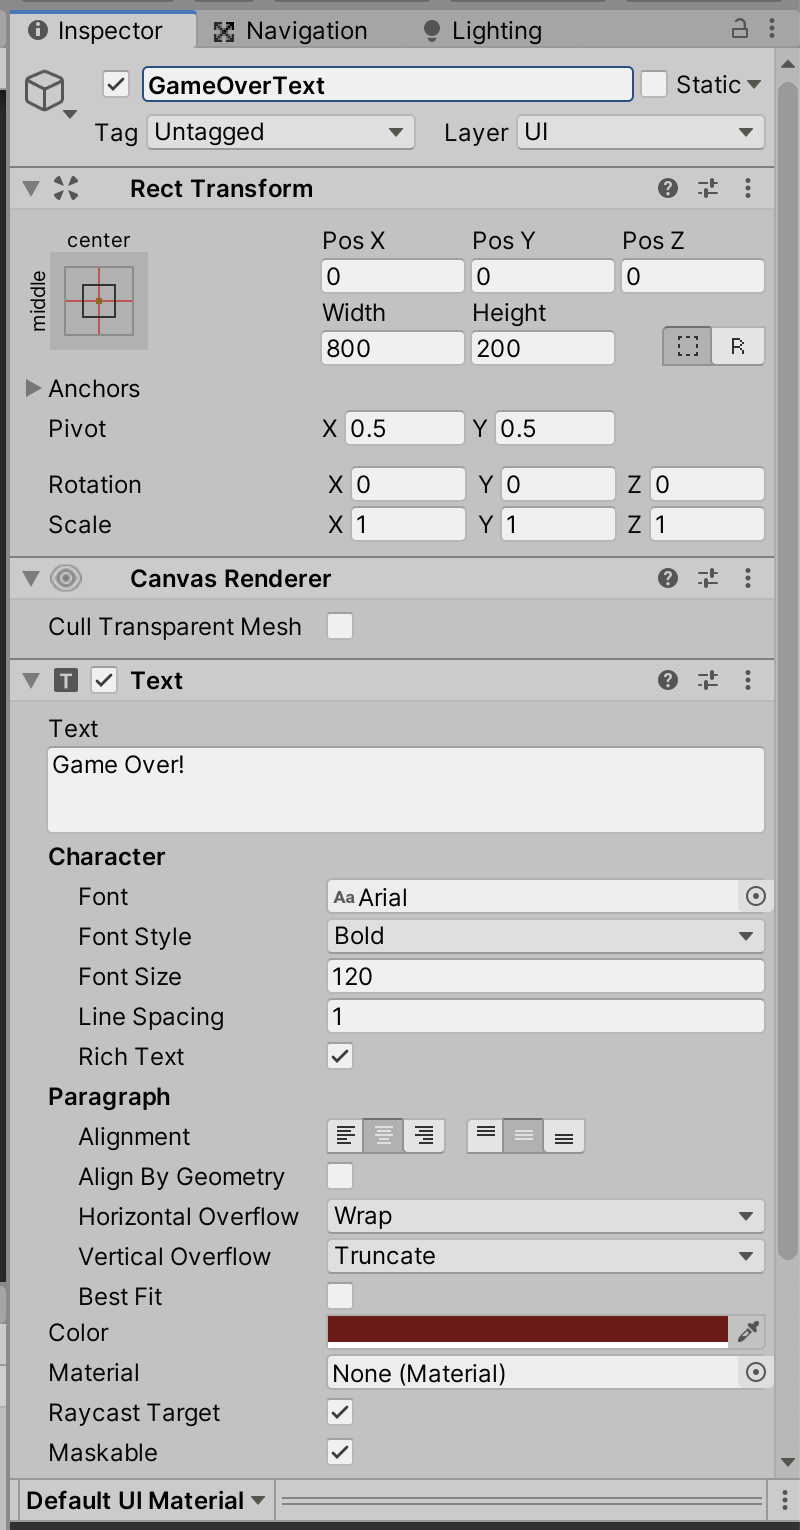 Inspector Navigation Lighting
GameOverText Static
Tag Untagged Layer UI
Rect Transform
center
middle
Pos X Pos Y Pos Z
0 0 0
Width Height
800 200
R
Anchors
Pivot X 0.5 Y 0.5
Rotation X 0 Y 0 Z 0
Scale X 1 Y 1 Z 1
Canvas Renderer
Cull Transparent Mesh
T Text
Text
Game Over!
Character
Font Aa Arial
Font Style Bold
Font Size 120
Line Spacing 1
Rich Text
Paragraph
Alignment
Align By Geometry
Horizontal Overflow Wrap
Vertical Overflow Truncate
Best Fit
Color
Material None (Material)
Raycast Target
Maskable
Default UI Material